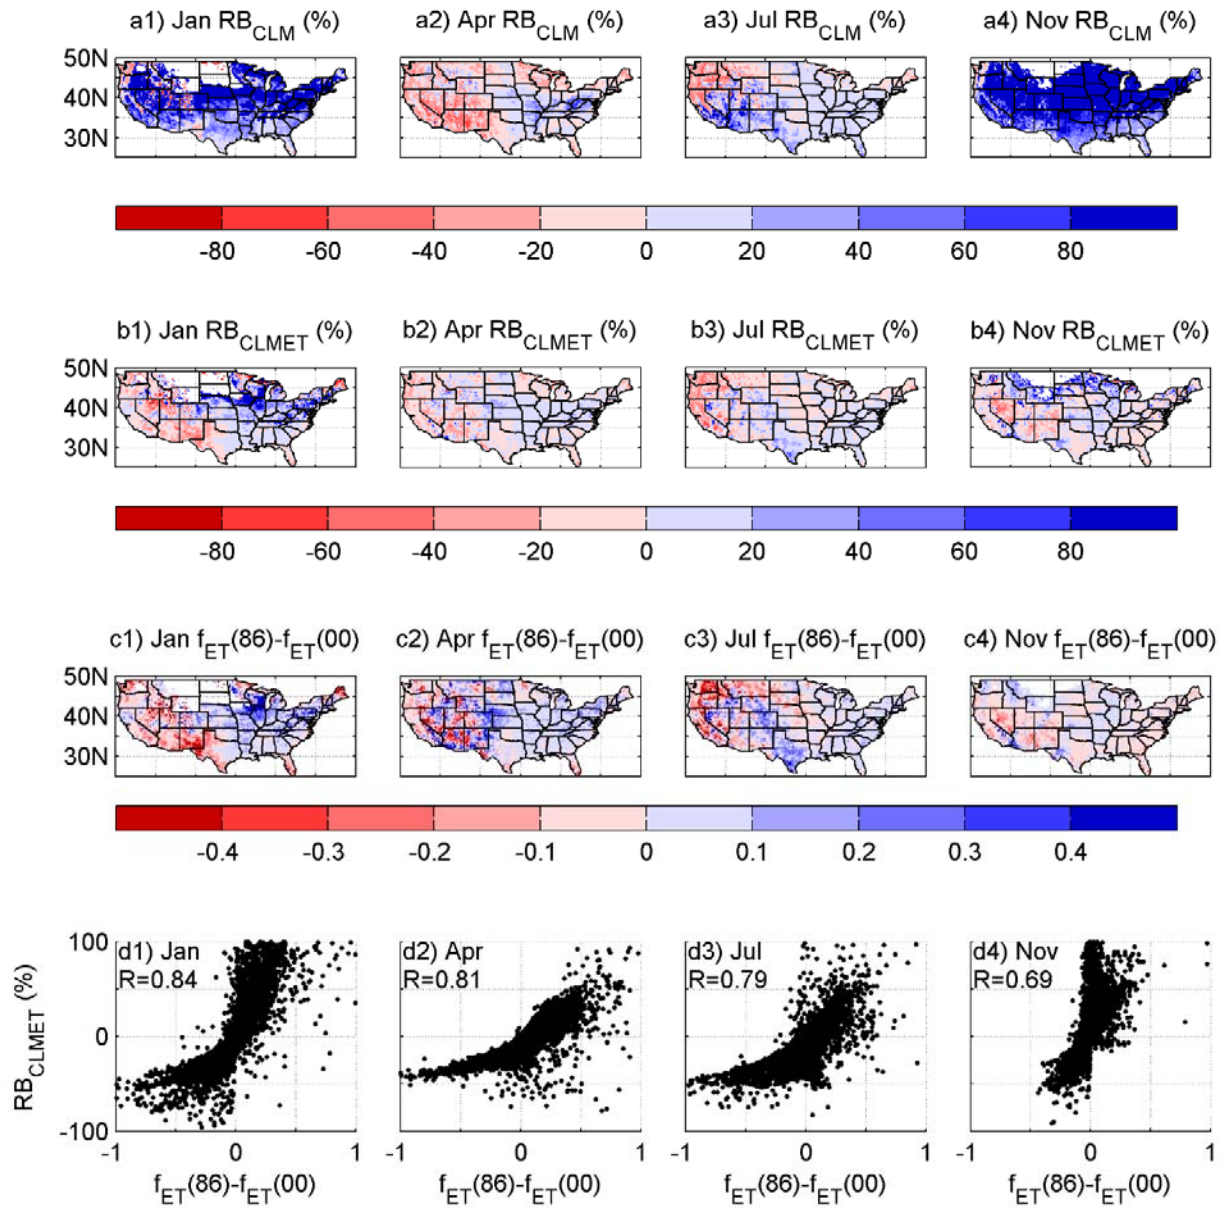 a1) Jan RB_CLM (%) a2) Apr RB_CLM (%) a3) Jul RB_CLM (%) a4) Nov RB_CLM (%)
50N
40N
30N
-80 -60 -40 -20 0 20 40 60 80
b1) Jan RB_CLMET (%) b2) Apr RB_CLMET (%) b3) Jul RB_CLMET (%) b4) Nov RB_CLMET (%)
50N
40N
30N
-80 -60 -40 -20 0 20 40 60 80
c1) Jan f_ET(86)-f_ET(00) c2) Apr f_ET(86)-f_ET(00) c3) Jul f_ET(86)-f_ET(00) c4) Nov f_ET(86)-f_ET(00)
50N
40N
30N
-0.4 -0.3 -0.2 -0.1 0 0.1 0.2 0.3 0.4
100 d1) Jan d2) Apr d3) Jul d4) Nov
R=0.84 R=0.81 R=0.79 R=0.69
RB_CLMET (%)
0
-100
-1 0 1 -1 0 1 -1 0 1 -1 0 1
f_ET(86)-f_ET(00) f_ET(86)-f_ET(00) f_ET(86)-f_ET(00) f_ET(86)-f_ET(00)